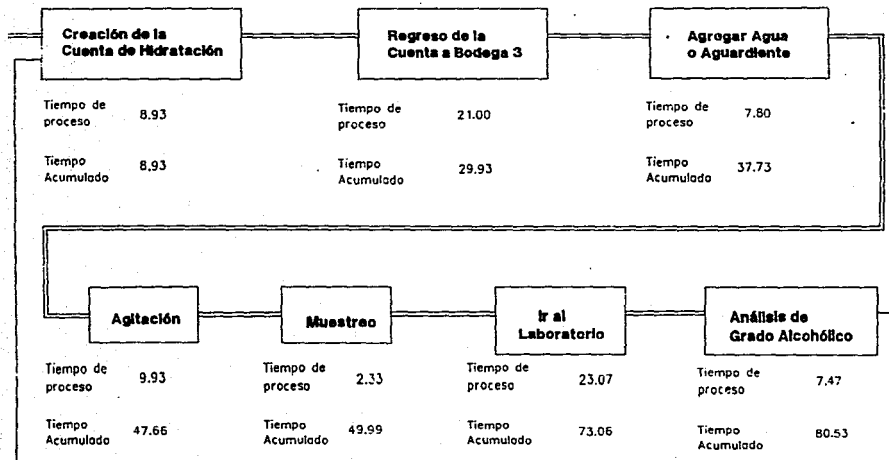 Creación de la
Cuenta de Hidratación
Regreso de la
Cuenta a Bodega 3
Agrogar Agua
o Aguardiente
Tiempo de
proceso 8.93
Tiempo
Acumulado 8.93
Tiempo de
proceso 21.00
Tiempo
Acumulado 29.93
Tiempo de
proceso 7.80
Tiempo
Acumulado 37.73
Agitación
Muestreo
Ir al
Laboratorio
Análisis de
Grado Alcohólico
Tiempo de
proceso 9.93
Tiempo
Acumulado 47.66
Tiempo de
proceso 2.33
Tiempo
Acumulado 49.99
Tiempo de
proceso 23.07
Tiempo
Acumulado 73.06
Tiempo de
proceso 7.47
Tiempo
Acumulado 80.53